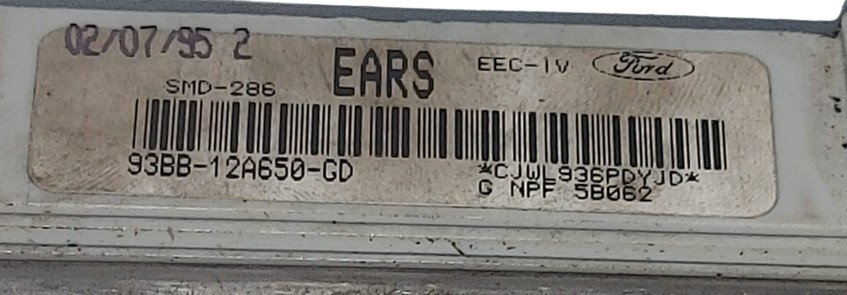 02/07/95 2
EARS
EEC-IV
Ford
SMD-286
93BB-12A650-GD
*CJWL936PDYJD*
G NPF 5B062